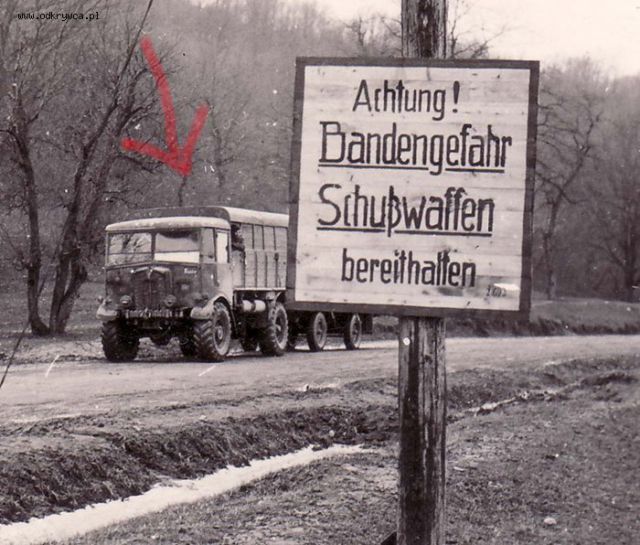 www.odkrywca.pl
Achtung!
Bandengefahr
Schußwaffen
bereithalten